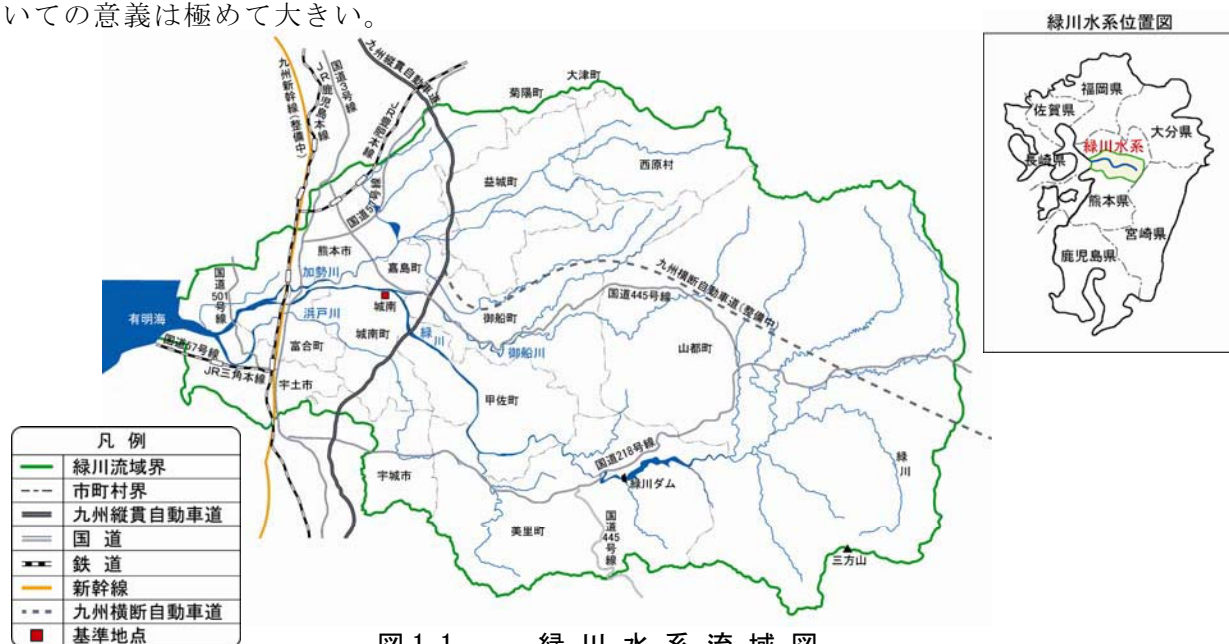 いての意義は極めて大きい。
緑川水系位置図
福岡県
佐賀県
大分県
緑川水系
長崎県
熊本県
宮崎県
鹿児島県
九州新幹線(整備中)
JR鹿児島本線
国道3号線
九州縦貫自動車道
大津町
菊陽町
西原村
益城町
国道57号線
熊本市
加勢川
嘉島町
国道501号線
有明海
城南
浜戸川
城南町
緑川
富合町
御船町
御船川
国道445号線
九州横断自動車道(整備中)
山都町
国道57号線
JR三角本線
宇土市
甲佐町
国道218号線
宇城市
緑川ダム
緑川
美里町
国道445号線
三方山
凡例
緑川流域界
市町村界
九州縦貫自動車道
国道
鉄道
新幹線
九州横断自動車道
基準地点
図1-1 緑川水系流域図